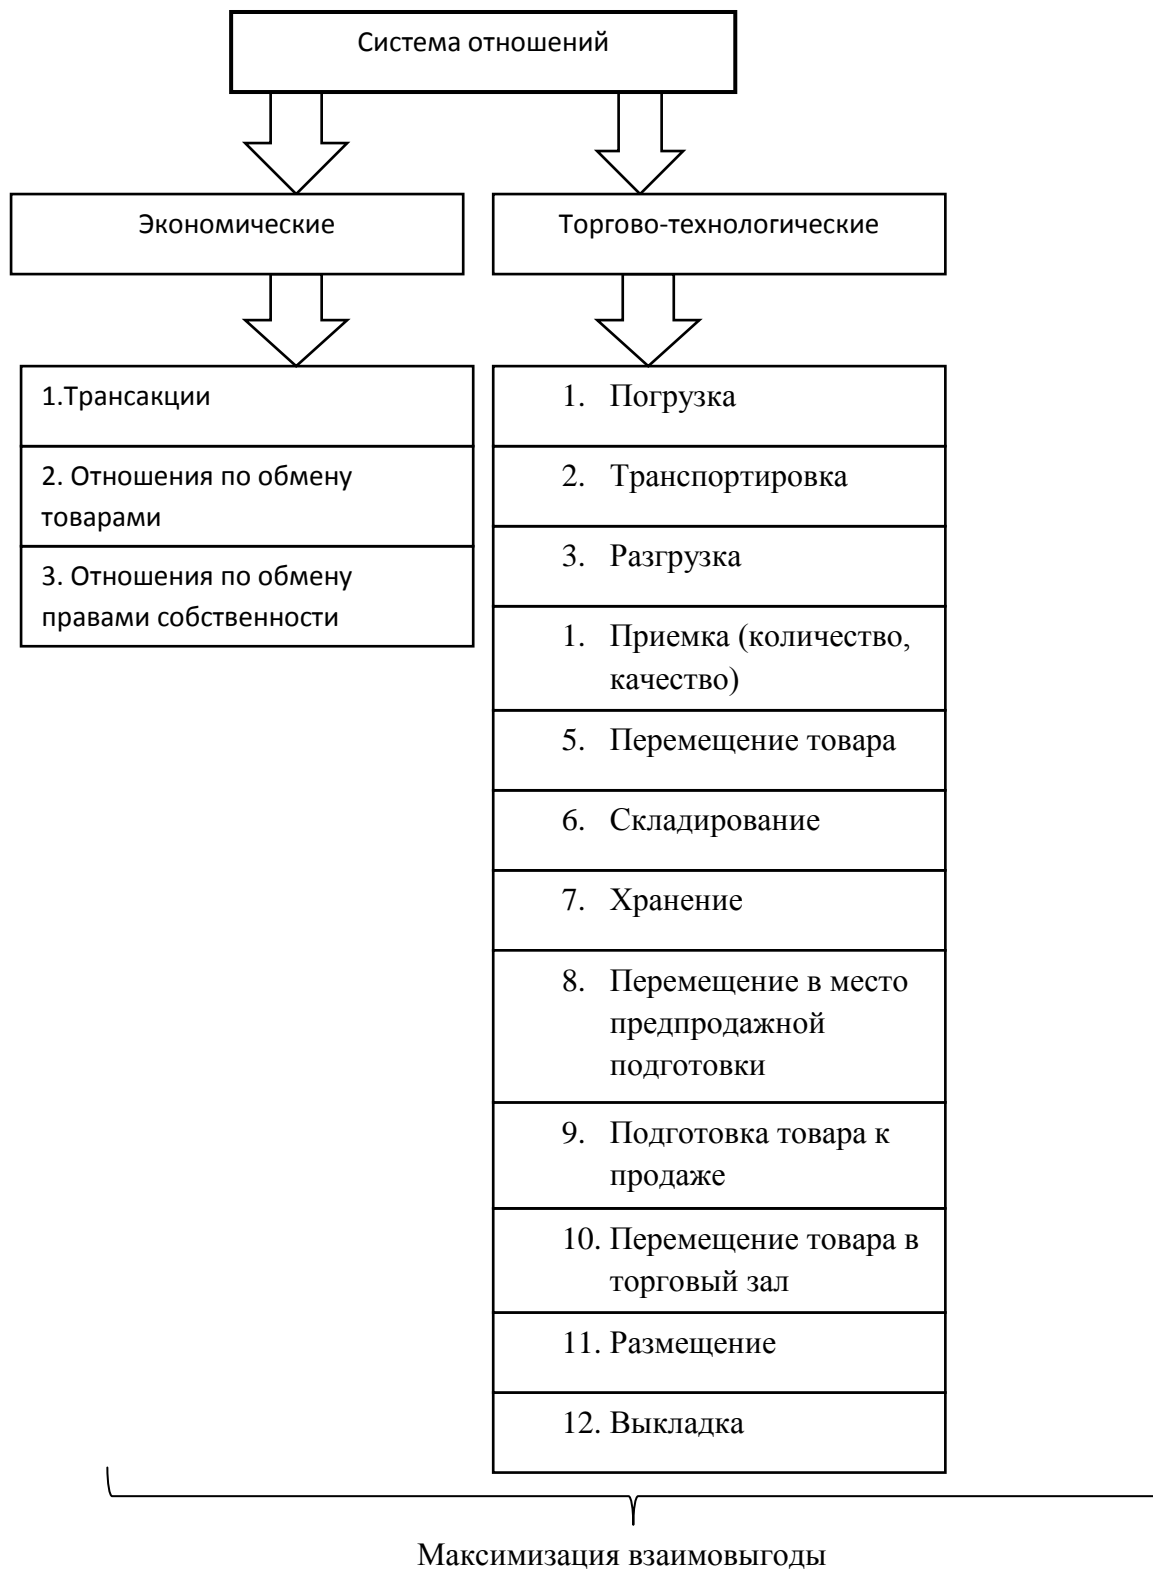 Система отношений
Экономические
Торгово-технологические
1.Трансакции
2. Отношения по обмену
товарами
3. Отношения по обмену
правами собственности
1. Погрузка
2. Транспортировка
3. Разгрузка
1. Приемка (количество,
качество)
5. Перемещение товара
6. Складирование
7. Хранение
8. Перемещение в место
предпродажной
подготовки
9. Подготовка товара к
продаже
10. Перемещение товара в
торговый зал
11. Размещение
12. Выкладка
Максимизация взаимовыгоды